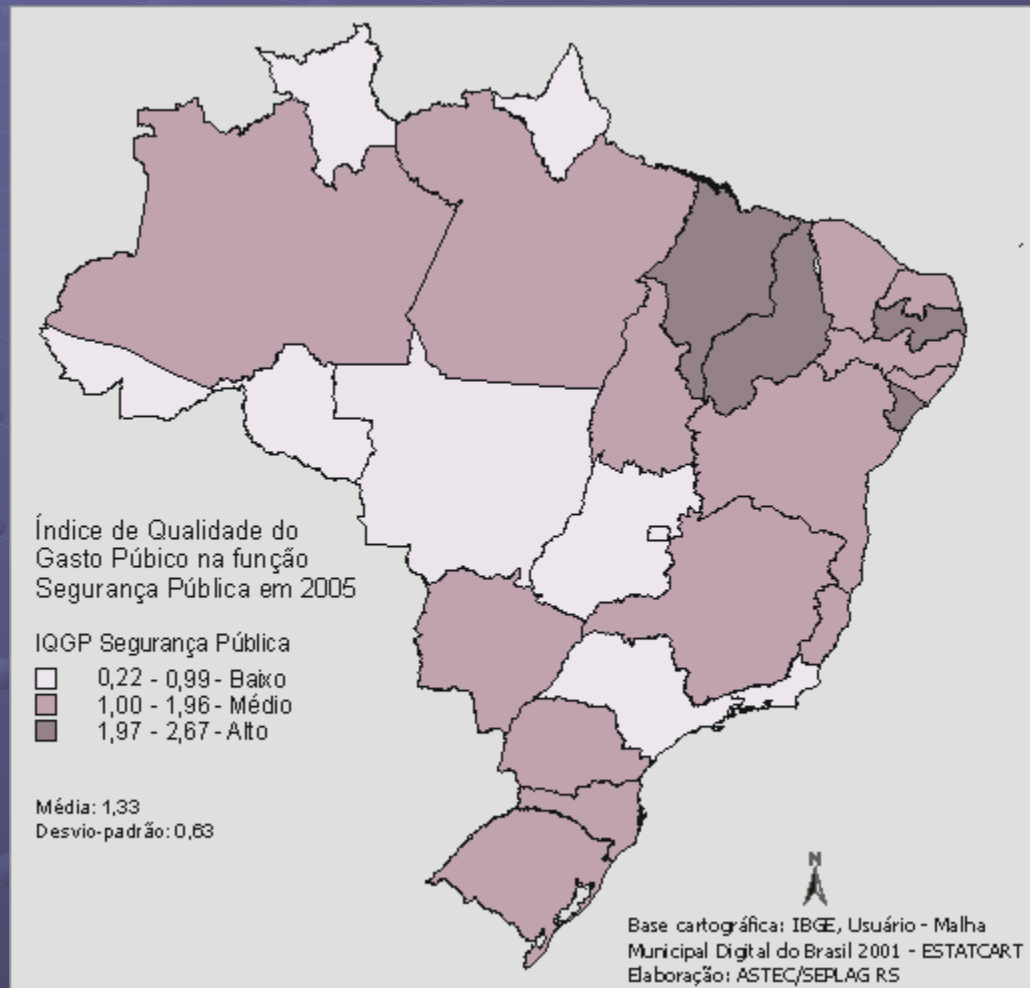 Índice de Qualidade do
Gasto Púbico na função
Segurança Pública em 2005
IQGP Segurança Pública
0,22 - 0,99 - Baixo
1,00 - 1,96 - Médio
1,97 - 2,67 - Alto
Média: 1,33
Desvio-padrão: 0,63
N
Base cartográfica: IBGE, Usuário - Malha
Municipal Digital do Brasil 2001 - ESTATCART
Elaboração: ASTEC/SEPLAG RS